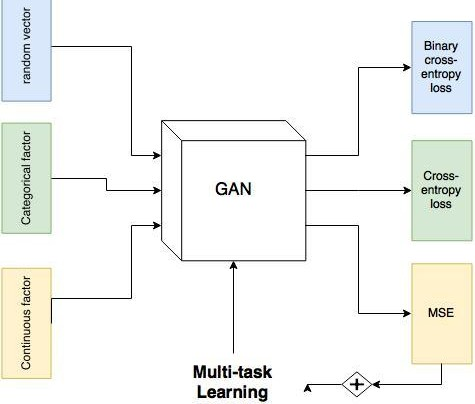 random vector
Categorical factor
Continuous factor
GAN
Binary
cross-
entropy
loss
Cross-
entropy
loss
MSE
Multi-task
Learning
+